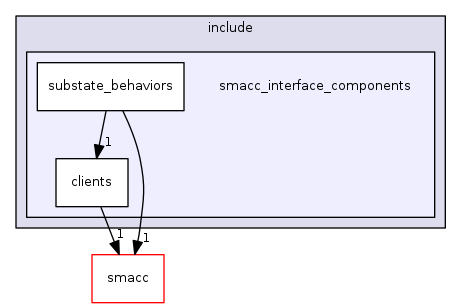 include
substate_behaviors
smacc_interface_components
1
clients
1
1
smacc